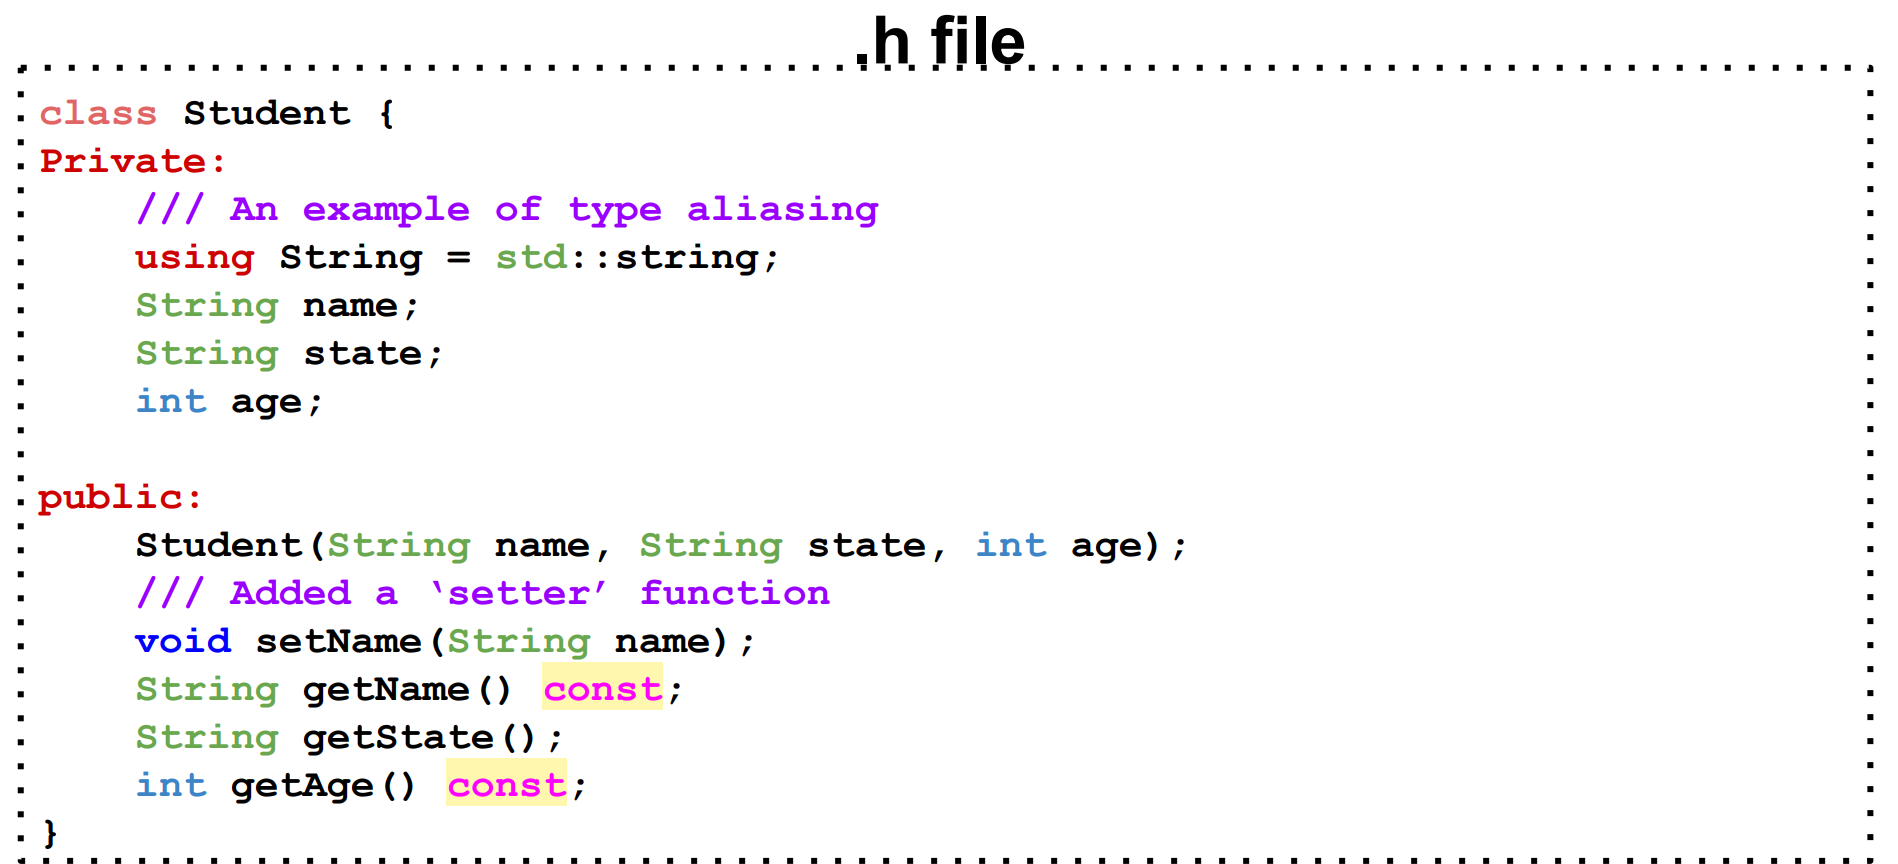 .h file
class Student {
Private:
/// An example of type aliasing
using String = std::string;
String name;
String state;
int age;
public:
Student(String name, String state, int age);
/// Added a ‘setter’ function
void setName(String name);
String getName() const;
String getState();
int getAge() const;
}